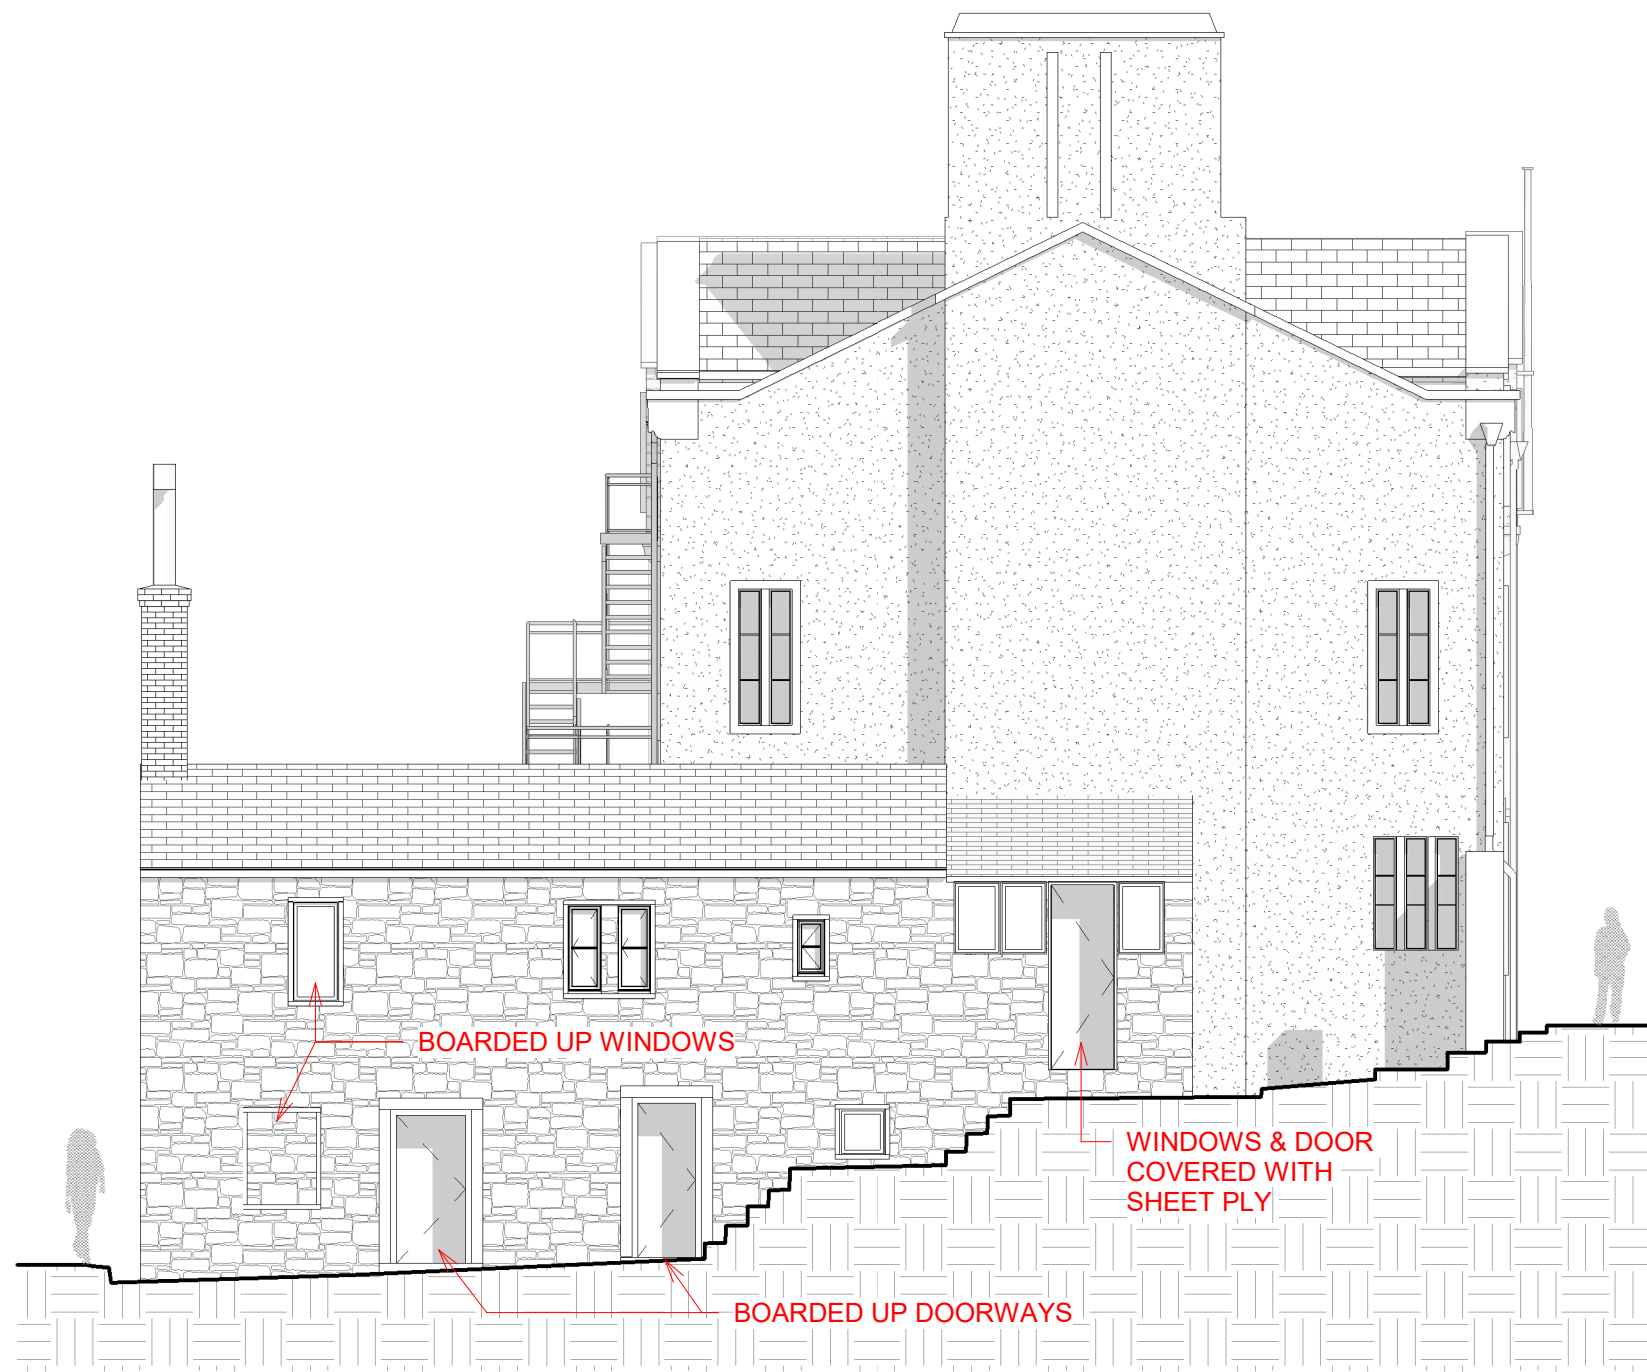 BOARDED UP WINDOWS
WINDOWS & DOOR
COVERED WITH
SHEET PLY
BOARDED UP DOORWAYS